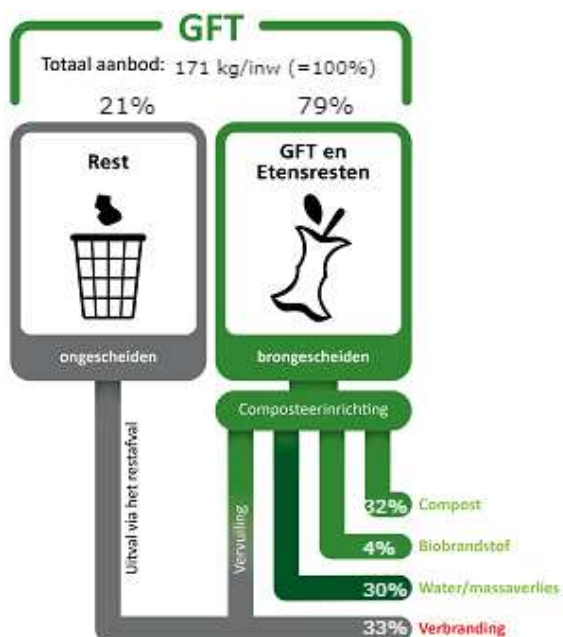 GFT
Totaal aanbod: 171 kg/inw (=100%)
21% 79%
Rest
GFT en
Etensresten
ongescheiden
brongescheiden
Composteerinrichting
Uitval via het restafval
Vervuiling
32% Compost
4% Biobrandstof
30% Water/massaverlies
33% Verbranding